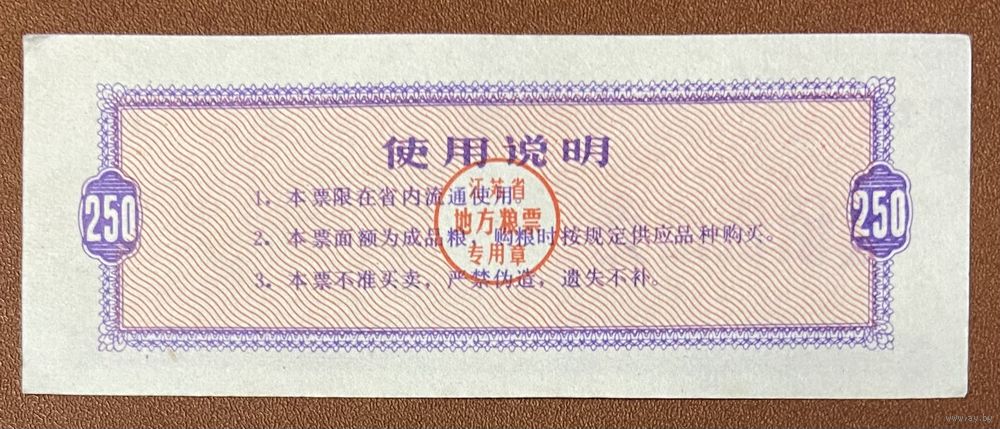 使用说明
1. 本票限在省内流通使用。
2. 本票面额为成品粮，购粮时按规定供应品种购买。
3. 本票不准买卖，严禁伪造，遗失不补。
250
250
江苏省
地方粮票
专用章
www.ay.by